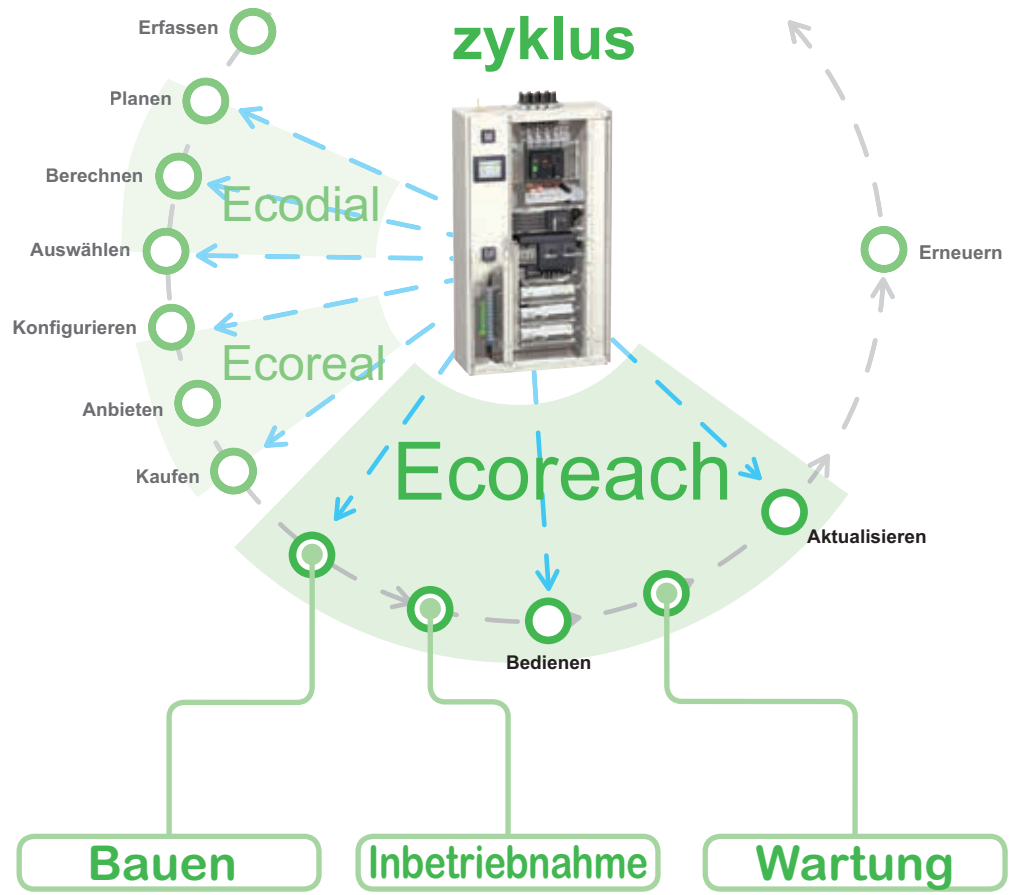 zyklus
Erfassen
Planen
Berechnen
Ecodial
Auswählen
Erneuern
Konfigurieren
Ecoreal
Anbieten
Kaufen
Ecoreach
Aktualisieren
Bedienen
Bauen
Inbetriebnahme
Wartung